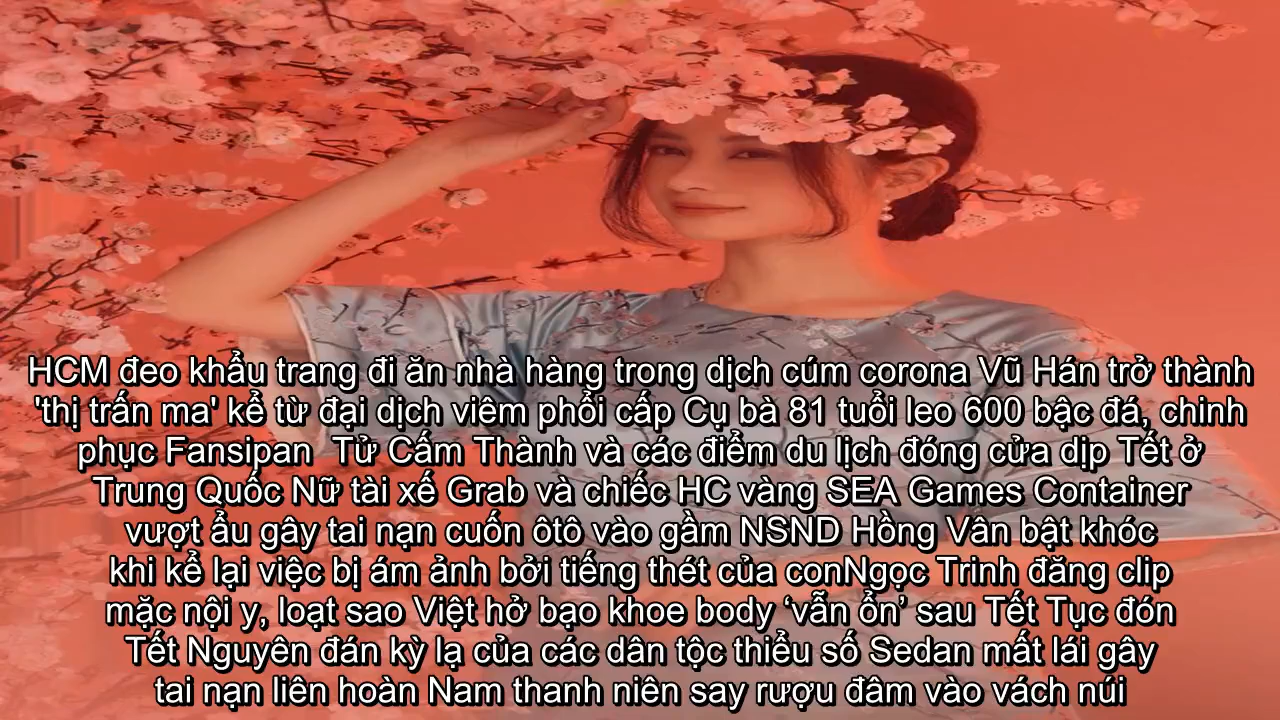 HCM đeo khẩu trang đi ăn nhà hàng trong dịch cúm corona Vũ Hán trở thành
'thị trấn ma' kể từ đại dịch viêm phổi cấp Cụ bà 81 tuổi leo 600 bậc đá, chinh
phục Fansipan  Tử Cấm Thành và các điểm du lịch đóng cửa dịp Tết ở
Trung Quốc Nữ tài xế Grab và chiếc HC vàng SEA Games Container
vượt ẩu gây tai nạn cuốn ôtô vào gầm NSND Hồng Vân bật khóc
khi kể lại việc bị ám ảnh bởi tiếng thét của conNgọc Trinh đăng clip
mặc nội y, loạt sao Việt hở bạo khoe body ‘vẫn ổn’ sau Tết Tục đón
Tết Nguyên đán kỳ lạ của các dân tộc thiểu số Sedan mất lái gây
tai nạn liên hoàn Nam thanh niên say rượu đâm vào vách núi